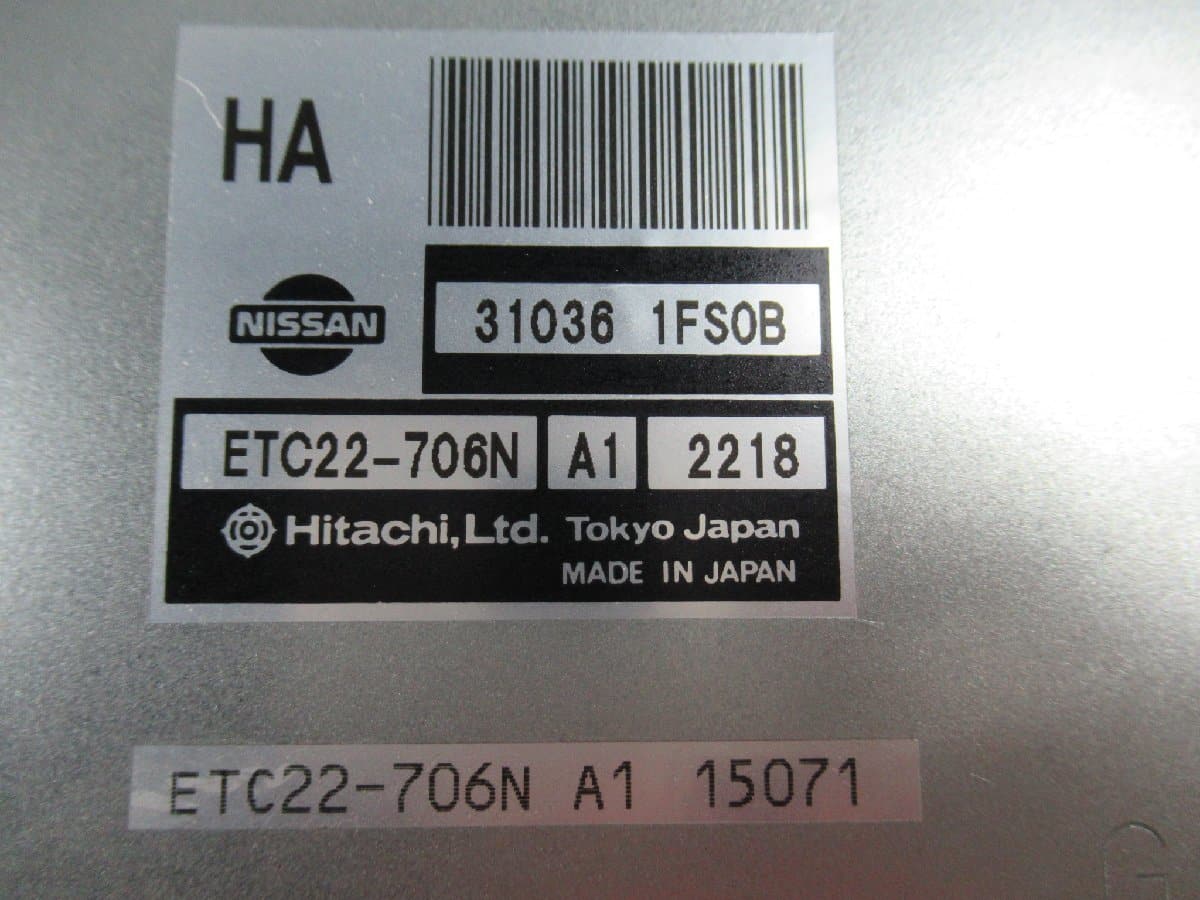 HA
NISSAN
31036 1FS0B
ETC22-706N A1 2218
Hitachi, Ltd. Tokyo Japan
MADE IN JAPAN
ETC22-706N A1 15071
G